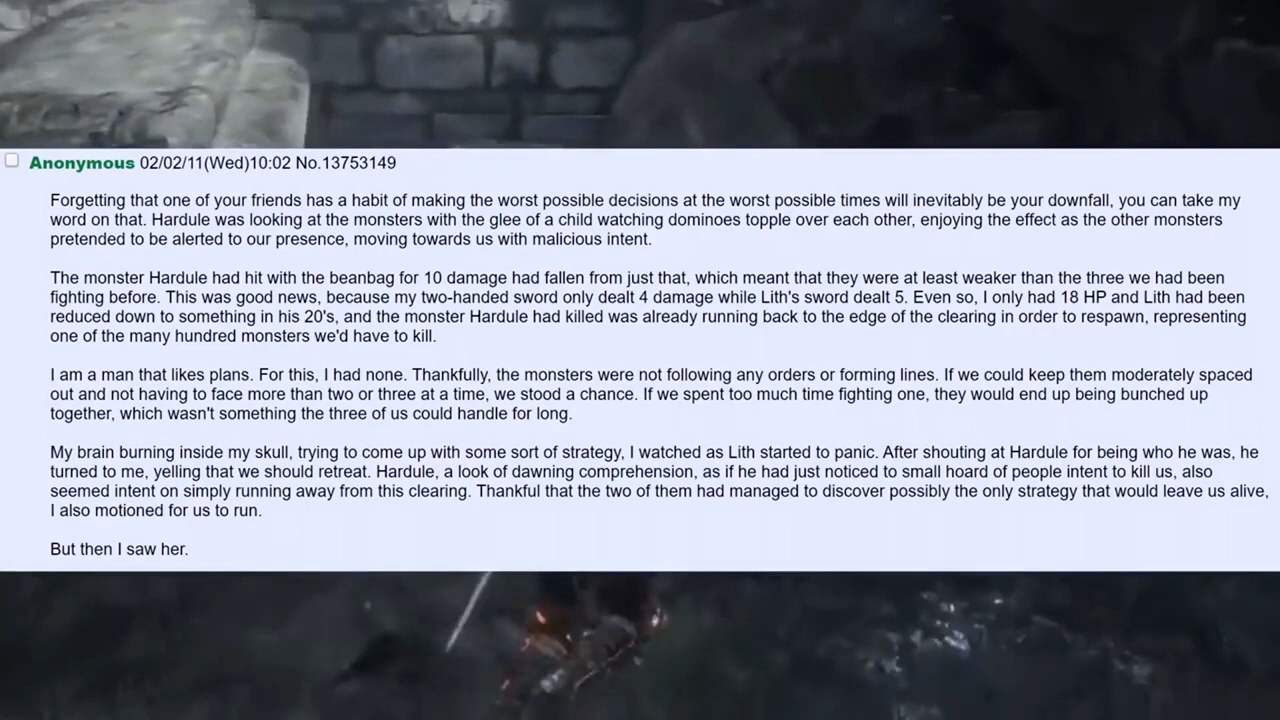 Anonymous 02/02/11(Wed)10:02 No.13753149
Forgetting that one of your friends has a habit of making the worst possible decisions at the worst possible times will inevitably be your downfall, you can take my
word on that. Hardule was looking at the monsters with the glee of a child watching dominoes topple over each other, enjoying the effect as the other monsters
pretended to be alerted to our presence, moving towards us with malicious intent.
The monster Hardule had hit with the beanbag for 10 damage had fallen from just that, which meant that they were at least weaker than the three we had been
fighting before. This was good news, because my two-handed sword only dealt 4 damage while Lith's sword dealt 5. Even so, I only had 18 HP and Lith had been
reduced down to something in his 20's, and the monster Hardule had killed was already running back to the edge of the clearing in order to respawn, representing
one of the many hundred monsters we'd have to kill.
I am a man that likes plans. For this, I had none. Thankfully, the monsters were not following any orders or forming lines. If we could keep them moderately spaced
out and not having to face more than two or three at a time, we stood a chance. If we spent too much time fighting one, they would end up being bunched up
together, which wasn't something the three of us could handle for long.
My brain burning inside my skull, trying to come up with some sort of strategy, I watched as Lith started to panic. After shouting at Hardule for being who he was, he
turned to me, yelling that we should retreat. Hardule, a look of dawning comprehension, as if he had just noticed to small hoard of people intent to kill us, also
seemed intent on simply running away from this clearing. Thankful that the two of them had managed to discover possibly the only strategy that would leave us alive,
I also motioned for us to run.
But then I saw her.